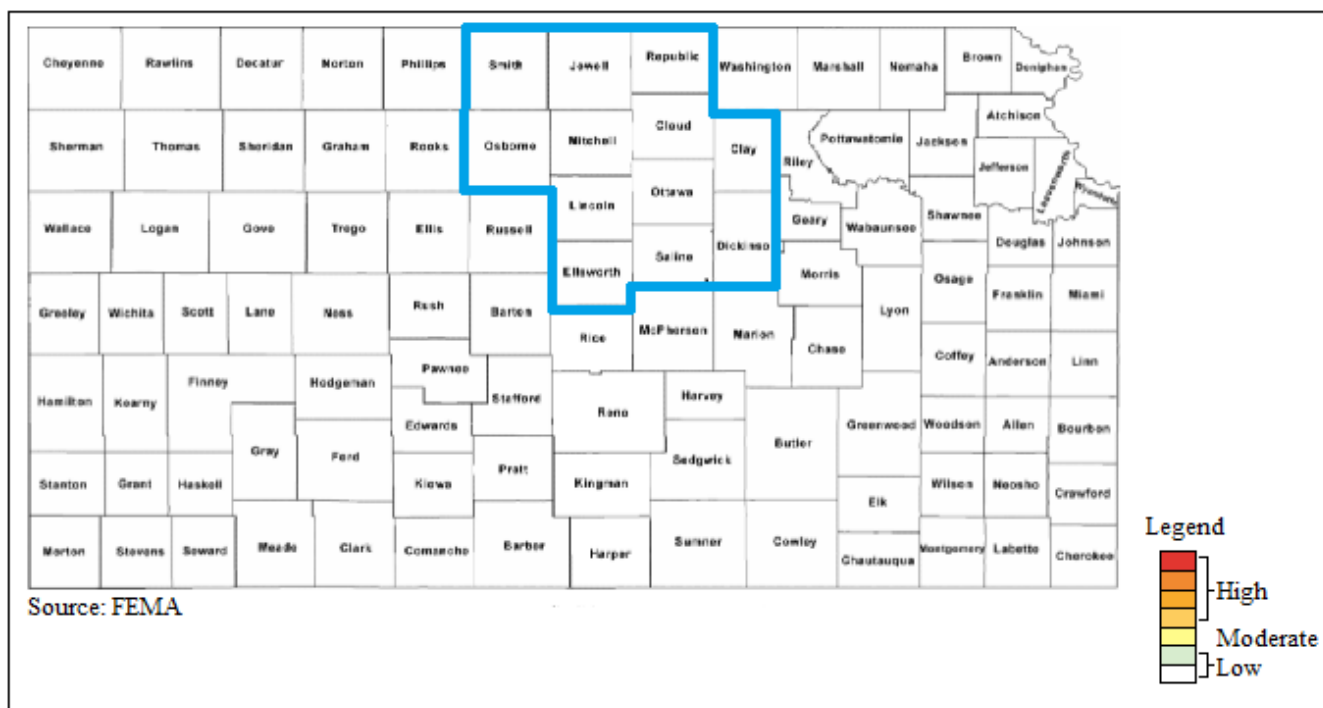 Cheyenne
Rawlins
Decatur
Norton
Phillips
Smith
Jewell
Republic
Washington
Marshall
Nemaha
Brown
Doniphan
Sherman
Thomas
Sheridan
Graham
Rooks
Osborne
Mitchell
Cloud
Clay
Riley
Pottawatomie
Jackson
Atchison
Jefferson
Leavenworth
Wallace
Logan
Gove
Trego
Ellis
Russell
Lincoln
Ottawa
Dickinso
Geary
Wabaunsee
Shawnee
Douglas
Johnson
Ellsworth
Saline
Morris
Osage
Franklin
Miami
Greeley
Wichita
Scott
Lane
Ness
Rush
Barton
Rice
McPherson
Marion
Chase
Lyon
Coffey
Anderson
Linn
Hamilton
Kearny
Finney
Hodgeman
Pawnee
Stafford
Edwards
Reno
Harvey
Butler
Greenwood
Woodson
Allen
Bourbon
Gray
Ford
Kiowa
Pratt
Kingman
Sedgwick
Elk
Wilson
Neosho
Crawford
Stanton
Grant
Haskell
Morton
Stevens
Seward
Meade
Clark
Comanche
Barber
Harper
Sumner
Cowley
Chautauqua
Montgomery
Labette
Cherokee
Source: FEMA
Legend
High
Moderate
Low